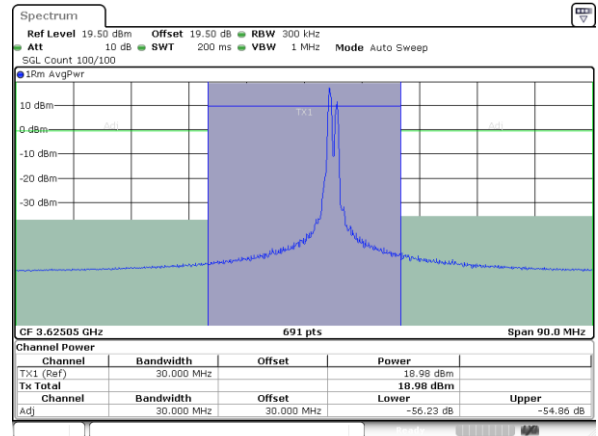 Spectrum
Ref Level 19.50 dBm Offset 19.50 dB RBW 300 kHz
Att 10 dB SWT 200 ms VBW 1 MHz Mode Auto Sweep
SGL Count 100/100
1Rm AvgPwr
10 dBm
TX1
0 dBm Adj Adj
-10 dBm
-20 dBm
-30 dBm
CF 3.62505 GHz 691 pts Span 90.0 MHz
Channel Power
Channel Bandwidth Offset Power
TX1 (Ref) 30.000 MHz 18.98 dBm
Tx Total 18.98 dBm
Channel Bandwidth Offset Lower Upper
Adj 30.000 MHz 30.000 MHz -56.23 dB -54.86 dB
Ready